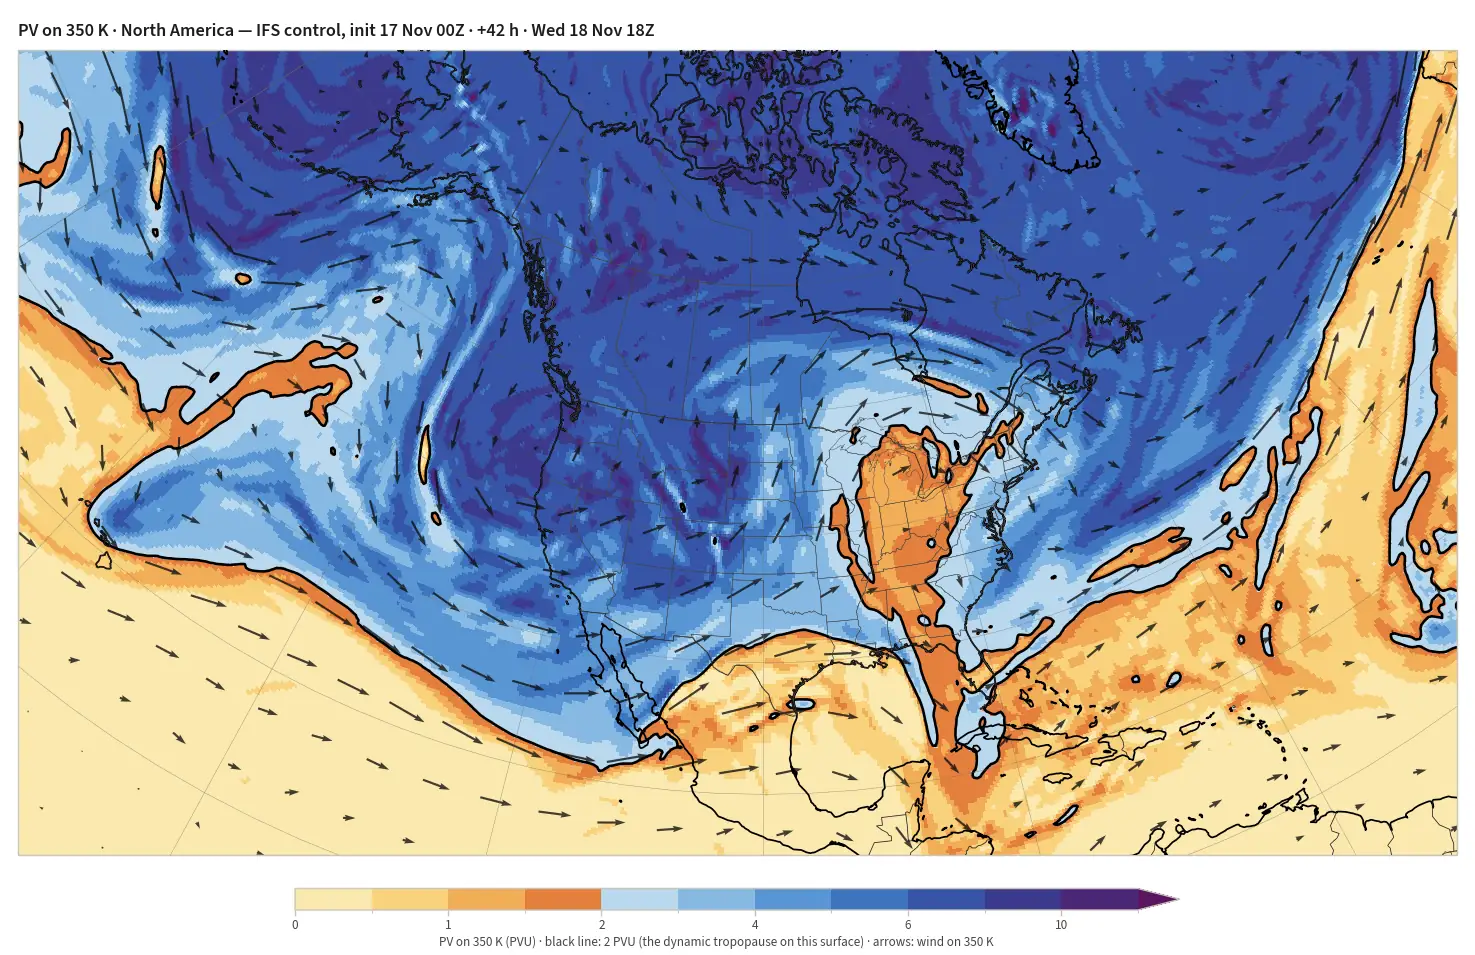 PV on 350 K · North America — IFS control, init 17 Nov 00Z · +42 h · Wed 18 Nov 18Z
0 1 2 4 6 10
PV on 350 K (PVU) · black line: 2 PVU (the dynamic tropopause on this surface) · arrows: wind on 350 K